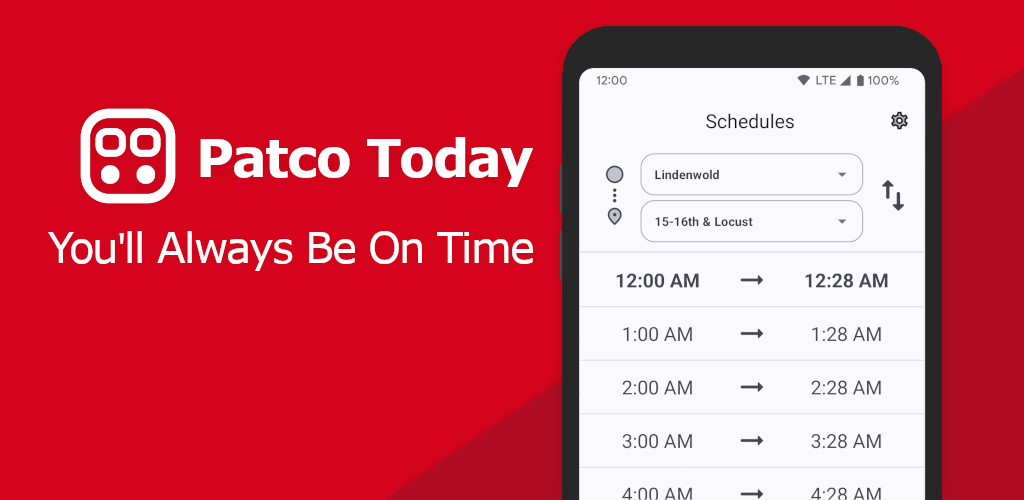 Patco Today
You'll Always Be On Time
12:00 LTE 100%
Schedules
Lindenwold
15-16th & Locust
12:00 AM 12:28 AM
1:00 AM 1:28 AM
2:00 AM 2:28 AM
3:00 AM 3:28 AM
4:00 AM 4:28 AM